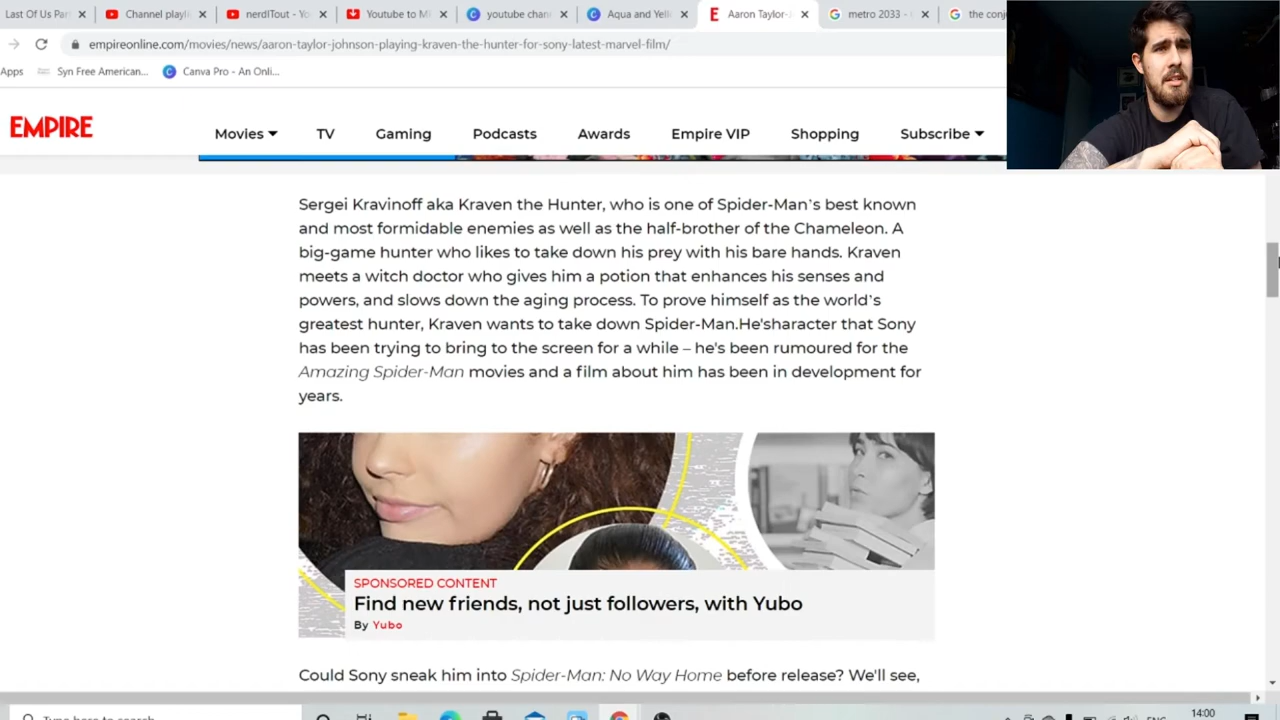 Last Of Us Par
Channel playli
nerdITout - Yo
Youtube to M
youtube chan
Aqua and Yell
Aaron Taylor-
metro 2033 -
the conj
empireonline.com/movies/news/aaron-taylor-johnson-playing-kraven-the-hunter-for-sony-latest-marvel-film/
Apps
Syn Free American...
Canva Pro - An Onli...
EMPIRE
Movies
TV
Gaming
Podcasts
Awards
Empire VIP
Shopping
Subscribe
Sergei Kravinoff aka Kraven the Hunter, who is one of Spider-Man's best known
and most formidable enemies as well as the half-brother of the Chameleon. A
big-game hunter who likes to take down his prey with his bare hands. Kraven
meets a witch doctor who gives him a potion that enhances his senses and
powers, and slows down the aging process. To prove himself as the world's
greatest hunter, Kraven wants to take down Spider-Man.He'sharacter that Sony
has been trying to bring to the screen for a while – he's been rumoured for the
Amazing Spider-Man movies and a film about him has been in development for
years.
SPONSORED CONTENT
Find new friends, not just followers, with Yubo
By Yubo
Could Sony sneak him into Spider-Man: No Way Home before release? We'll see,
Type here to search
ENG
14:00